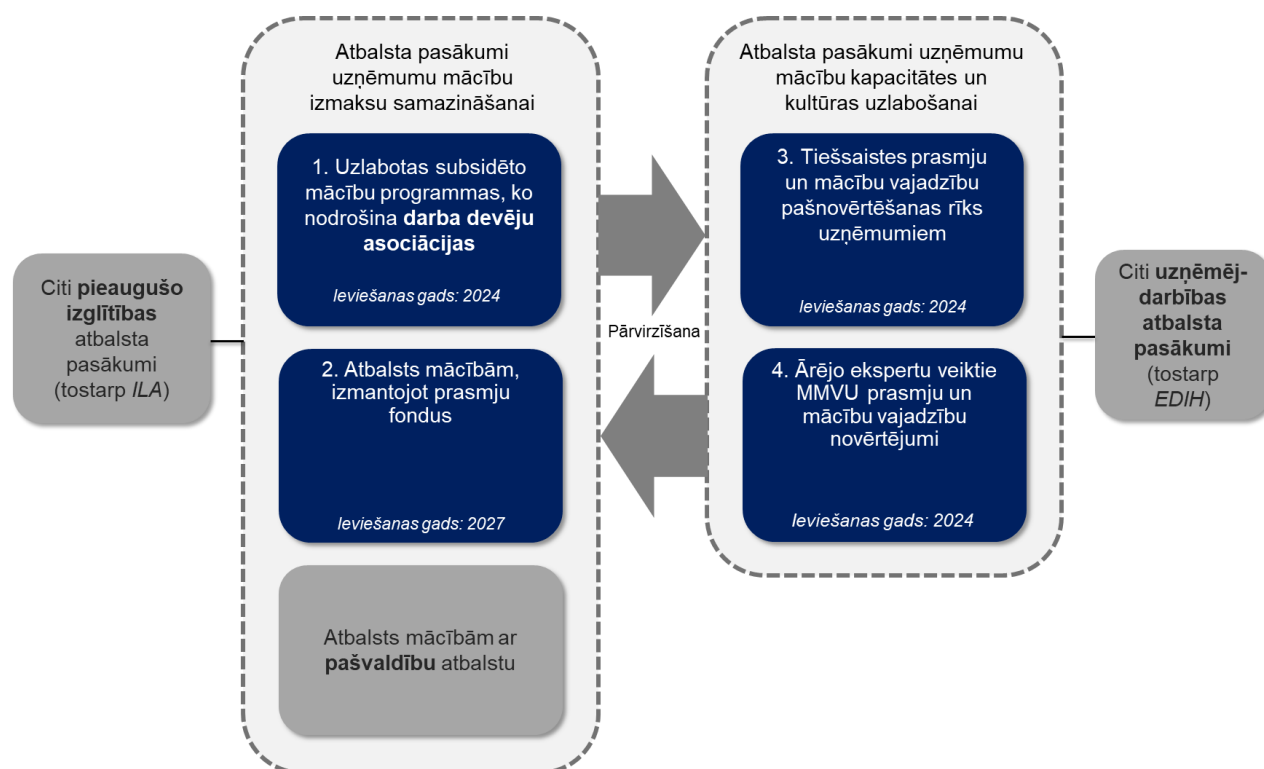 Atbalsta pasākumi
uzņēmumu mācību
izmaksu samazināšanai
1. Uzlabotas subsidēto
mācību programmas, ko
nodrošina darba devēju
asociācijas
Ieviešanas gads: 2024
2. Atbalsts mācībām,
izmantojot prasmju
fondus
Ieviešanas gads: 2027
Atbalsts mācībām ar
pašvaldību atbalstu
Citi pieaugušo
izglītības
atbalsta
pasākumi
(tostarp ILA)
Pārvirzīšana
Atbalsta pasākumi uzņēmumu
mācību kapacitātes un
kultūras uzlabošanai
3. Tiešsaistes prasmju
un mācību vajadzību
pašnovērtēšanas rīks
uzņēmumiem
Ieviešanas gads: 2024
4. Ārējo ekspertu veiktie
MMVU prasmju un
mācību vajadzību
novērtējumi
Ieviešanas gads: 2024
Citi uzņēmēj-
darbības
atbalsta
pasākumi
(tostarp
EDIH)